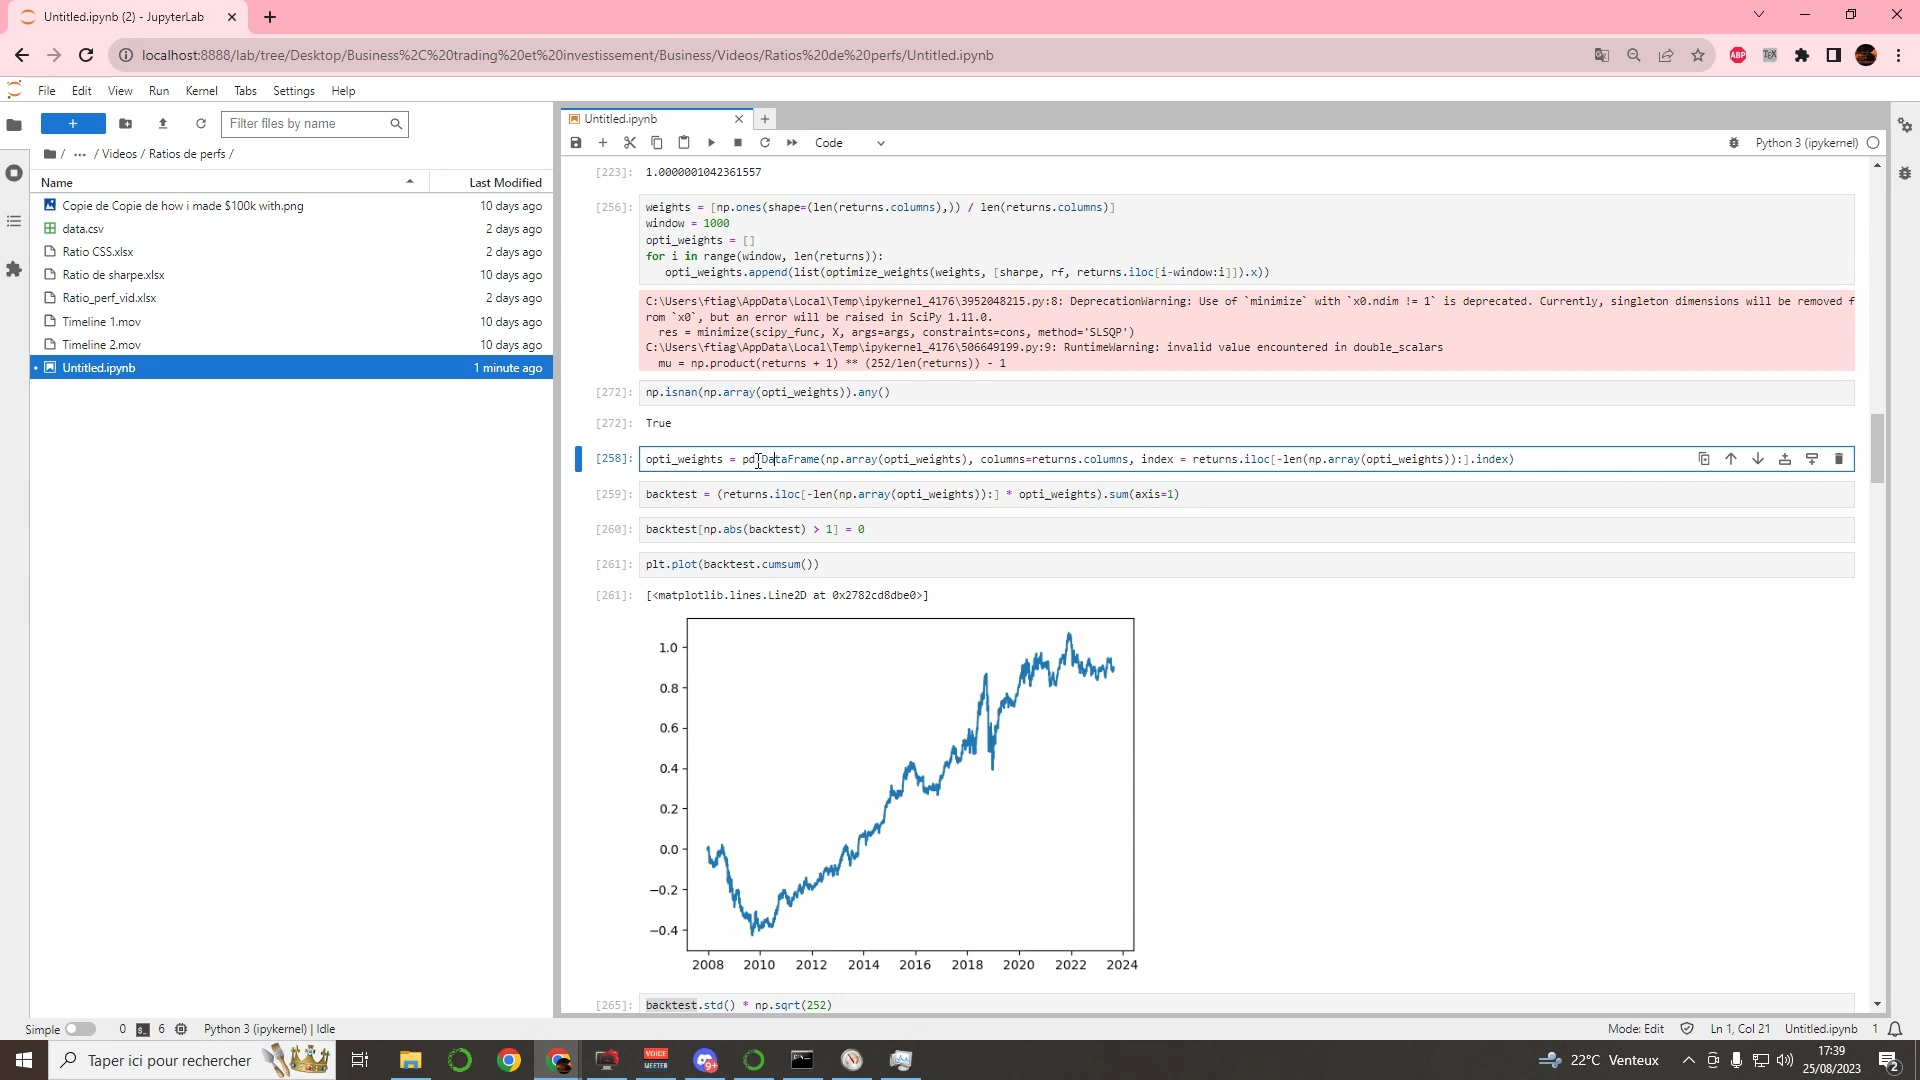 Untitled.ipynb (2) - JupyterLab
localhost:8888/lab/tree/Desktop/Business%2C%20trading%20et%20investissement/Business/Videos/Ratios%20de%20perfs/Untitled.ipynb
ABP
File Edit View Run Kernel Tabs Settings Help
Filter files by name
/ ... / Videos / Ratios de perfs /
Name Last Modified
Copie de Copie de how i made $100k with.png 10 days ago
data.csv 2 days ago
Ratio CSS.xlsx 2 days ago
Ratio de sharpe.xlsx 10 days ago
Ratio_perf_vid.xlsx 2 days ago
Timeline 1.mov 10 days ago
Timeline 2.mov 10 days ago
Untitled.ipynb 1 minute ago
Untitled.ipynb
Code Python 3 (ipykernel)
[223]: 1.0000001042361557
[256]: weights = [np.ones(shape=(len(returns.columns),)) / len(returns.columns)]
window = 1000
opti_weights = []
for i in range(window, len(returns)):
opti_weights.append(list(optimize_weights(weights, [sharpe, rf, returns.iloc[i-window:i]]).x))
C:\Users\ftiag\AppData\Local\Temp\ipykernel_4176\3952048215.py:8: DeprecationWarning: Use of `minimize` with `x0.ndim != 1` is deprecated. Currently, singleton dimensions will be removed f
rom `x0`, but an error will be raised in SciPy 1.11.0.
res = minimize(scipy_func, X, args=args, constraints=cons, method='SLSQP')
C:\Users\ftiag\AppData\Local\Temp\ipykernel_4176\506649199.py:9: RuntimeWarning: invalid value encountered in double_scalars
mu = np.product(returns + 1) ** (252/len(returns)) - 1
[272]: np.isnan(np.array(opti_weights)).any()
[272]: True
[258]: opti_weights = pd.DataFrame(np.array(opti_weights), columns=returns.columns, index = returns.iloc[-len(np.array(opti_weights)):].index)
[259]: backtest = (returns.iloc[-len(np.array(opti_weights)):] * opti_weights).sum(axis=1)
[260]: backtest[np.abs(backtest) > 1] = 0
[261]: plt.plot(backtest.cumsum())
[261]: [<matplotlib.lines.Line2D at 0x2782cd8dbe0>]
1.0
0.8
0.6
0.4
0.2
0.0
−0.2
−0.4
2008 2010 2012 2014 2016 2018 2020 2022 2024
[265]: backtest.std() * np.sqrt(252)
Simple 0 6 Python 3 (ipykernel) | Idle Mode: Edit Ln 1, Col 21 Untitled.ipynb 1
Taper ici pour rechercher
VOICE
MEETER
9+
22°C Venteux
17:39
25/08/2023
2